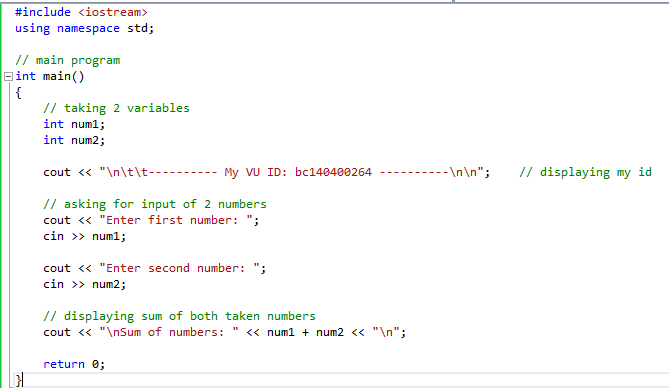 #include <iostream>
using namespace std;
// main program
int main()
{
// taking 2 variables
int num1;
int num2;
cout << "\n\t\t---------- My VU ID: bc140400264 ----------\n\n";    // displaying my id
// asking for input of 2 numbers
cout << "Enter first number: ";
cin >> num1;
cout << "Enter second number: ";
cin >> num2;
// displaying sum of both taken numbers
cout << "\nSum of numbers: " << num1 + num2 << "\n";
return 0;
}